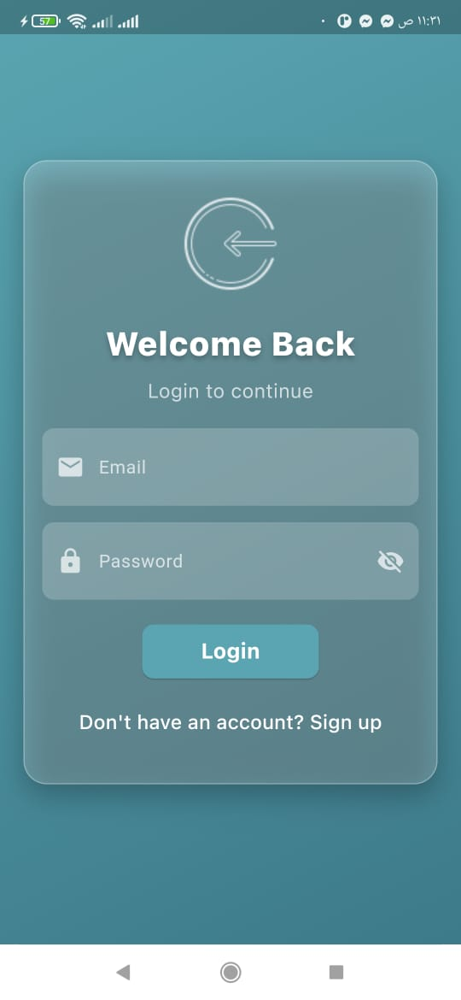 57
١١:٣١ ص
Welcome Back
Login to continue
Email
Password
Login
Don't have an account? Sign up